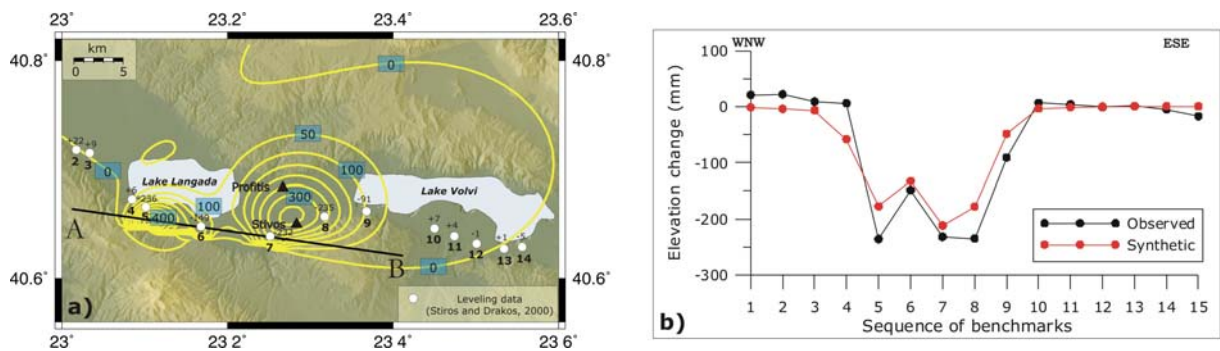 23° 23.2 23.4 23.6
40.8 40.8
km
0 5
0
50
+22 +9
2 3
0
100
Lake Langada
Profitis
Lake Volvi
+6
-236
100
300
-235
-91
4 5
400
-149
Stivos
8 9
+7
+4
-1
+1
-5
A
6
7
10 11 12 13 14
B
0
40.6 40.6
a)
Leveling data
(Stiros and Drakos, 2000)
23° 23.2 23.4 23 6
WNW ESE
100
0
-100
-200
-300
Elevation change (mm)
Observed
Synthetic
1 2 3 4 5 6 7 8 9 10 11 12 13 14 15
b)
Sequence of benchmarks